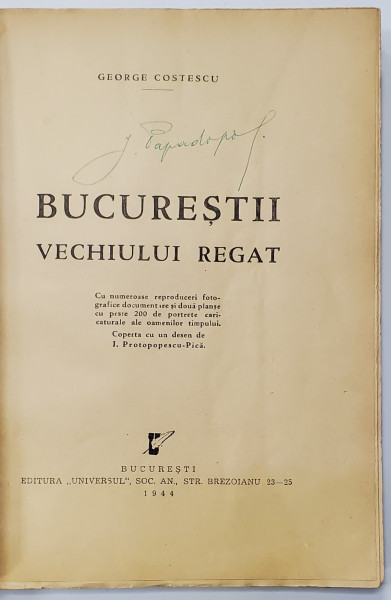 GEORGE COSTESCU
J. Papadopol
BUCUREȘTII
VECHIULUI REGAT
Cu numeroase reproduceri foto-
grafice documentare și două planșe
cu peste 200 de portrete cari-
caturale ale oamenilor timpului.
Coperta cu un desen de
I. Protopopescu-Pică.
BUCUREȘTI
EDITURA „UNIVERSUL”, SOC. AN., STR. BREZOIANU 23—25
1944